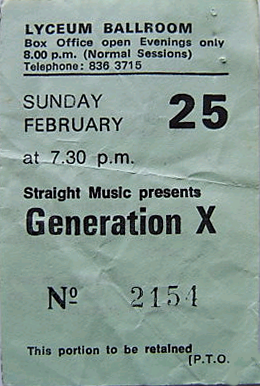 LYCEUM BALLROOM
Box Office open Evenings only
8.00 p.m. (Normal Sessions)
Telephone: 836 3715
SUNDAY
FEBRUARY 25
at 7.30 p.m.
Straight Music presents
Generation X
Nº 2154
This portion to be retained
[P.T.O.